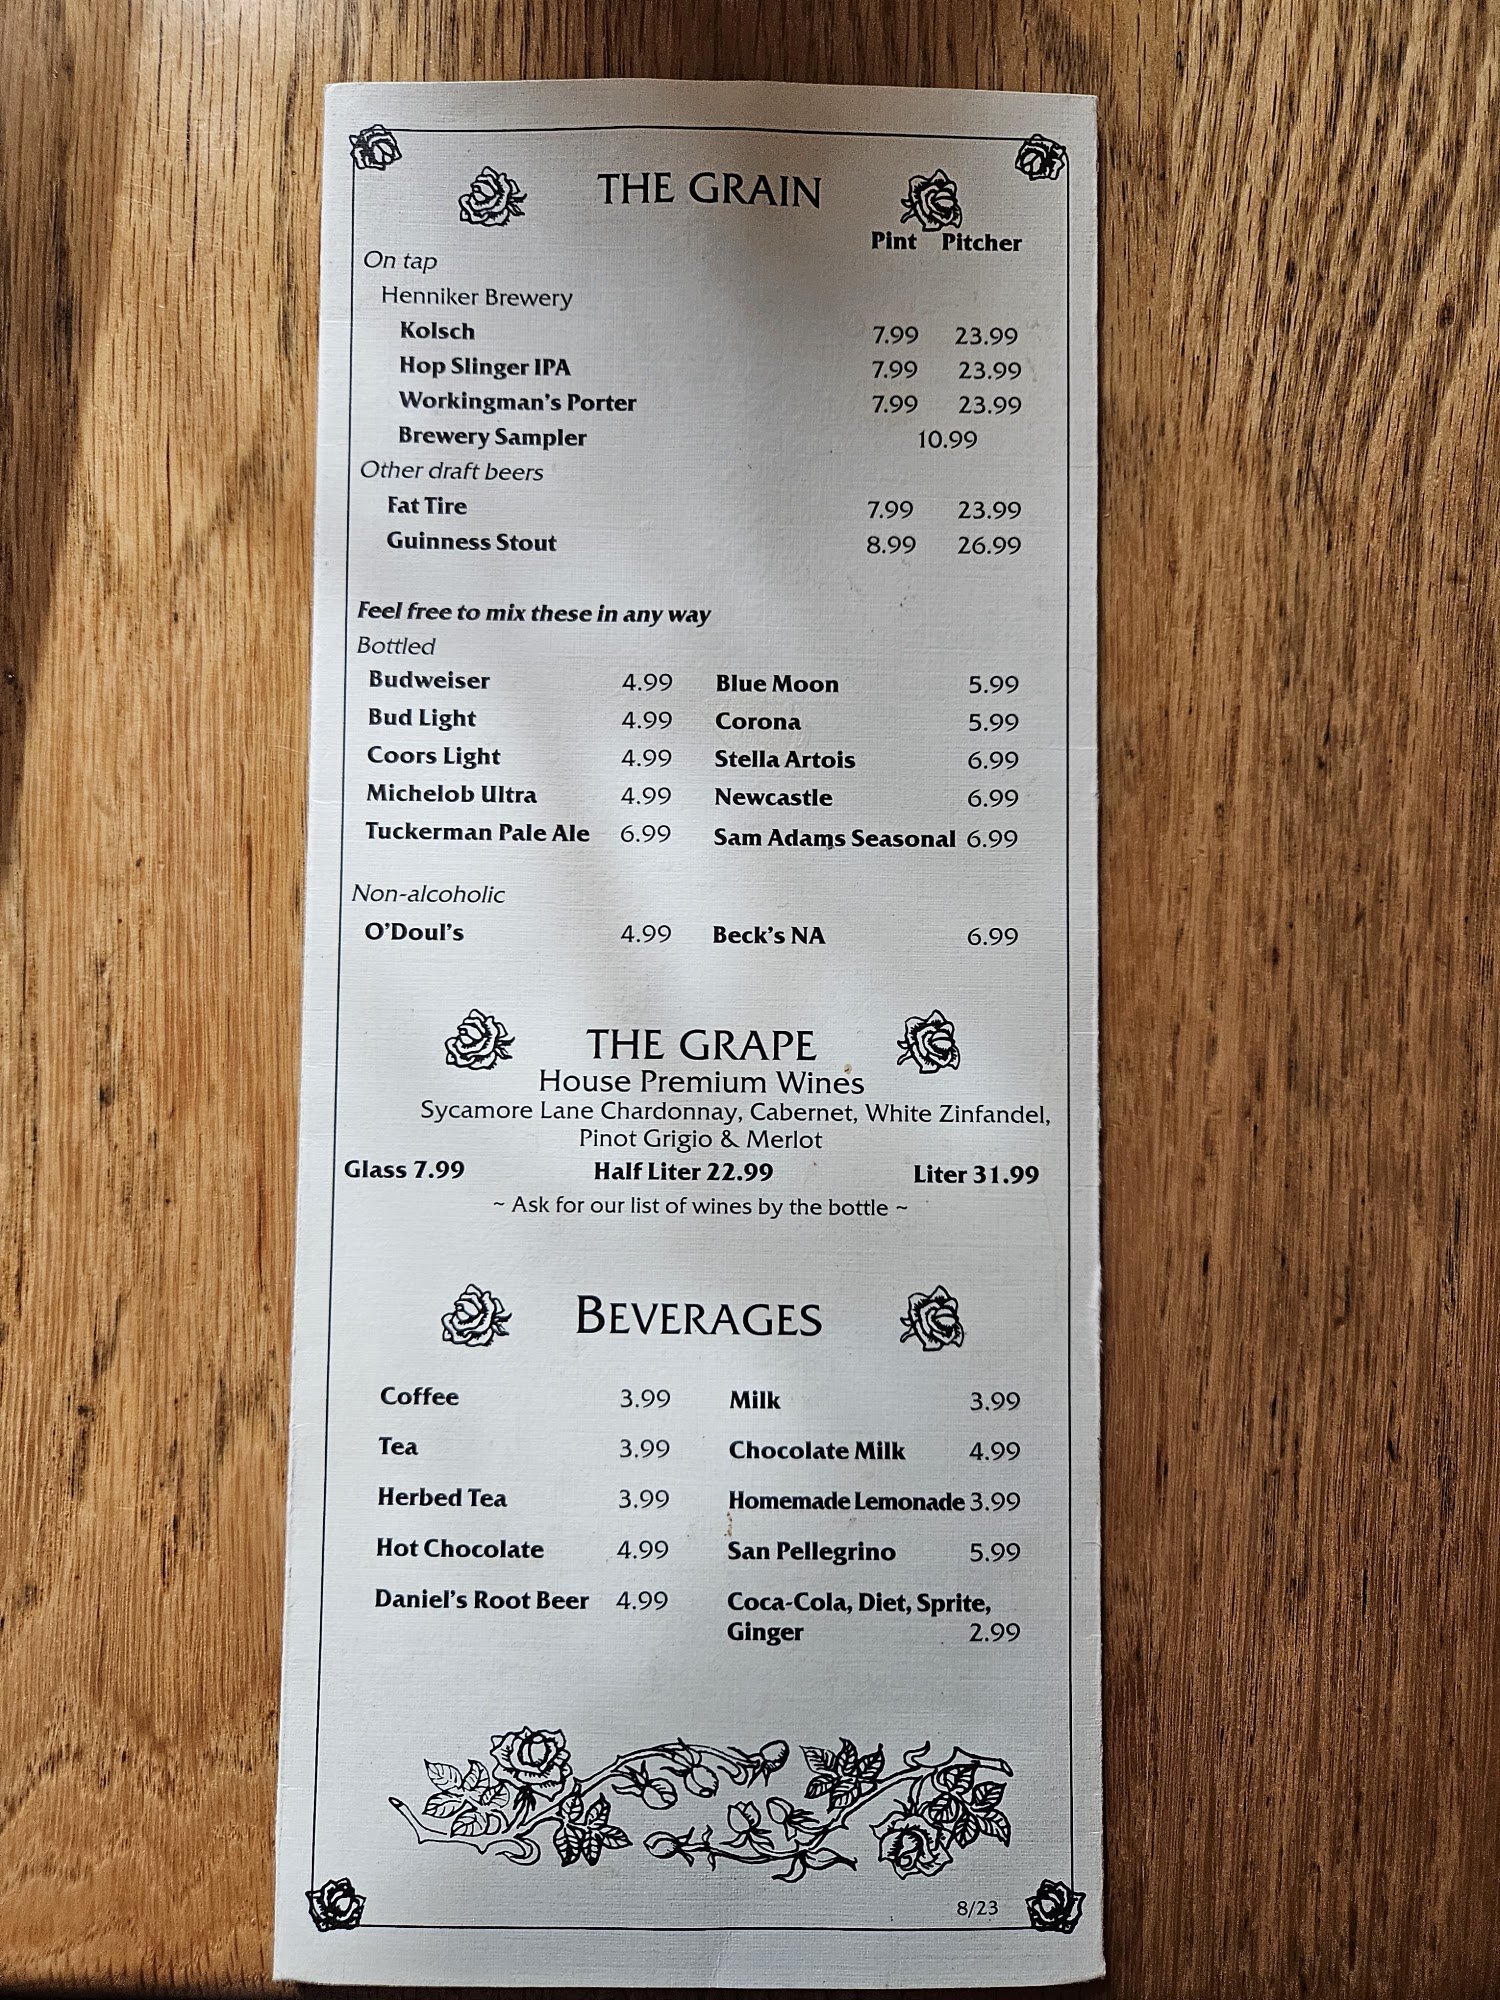 THE GRAIN
Pint Pitcher
On tap
Henniker Brewery
Kolsch 7.99 23.99
Hop Slinger IPA 7.99 23.99
Workingman's Porter 7.99 23.99
Brewery Sampler 10.99
Other draft beers
Fat Tire 7.99 23.99
Guinness Stout 8.99 26.99
Feel free to mix these in any way
Bottled
Budweiser 4.99 Blue Moon 5.99
Bud Light 4.99 Corona 5.99
Coors Light 4.99 Stella Artois 6.99
Michelob Ultra 4.99 Newcastle 6.99
Tuckerman Pale Ale 6.99 Sam Adams Seasonal 6.99
Non-alcoholic
O'Doul's 4.99 Beck's NA 6.99
THE GRAPE
House Premium Wines
Sycamore Lane Chardonnay, Cabernet, White Zinfandel,
Pinot Grigio & Merlot
Glass 7.99 Half Liter 22.99 Liter 31.99
~ Ask for our list of wines by the bottle ~
BEVERAGES
Coffee 3.99 Milk 3.99
Tea 3.99 Chocolate Milk 4.99
Herbed Tea 3.99 Homemade Lemonade 3.99
Hot Chocolate 4.99 San Pellegrino 5.99
Daniel's Root Beer 4.99 Coca-Cola, Diet, Sprite,
Ginger 2.99
8/23